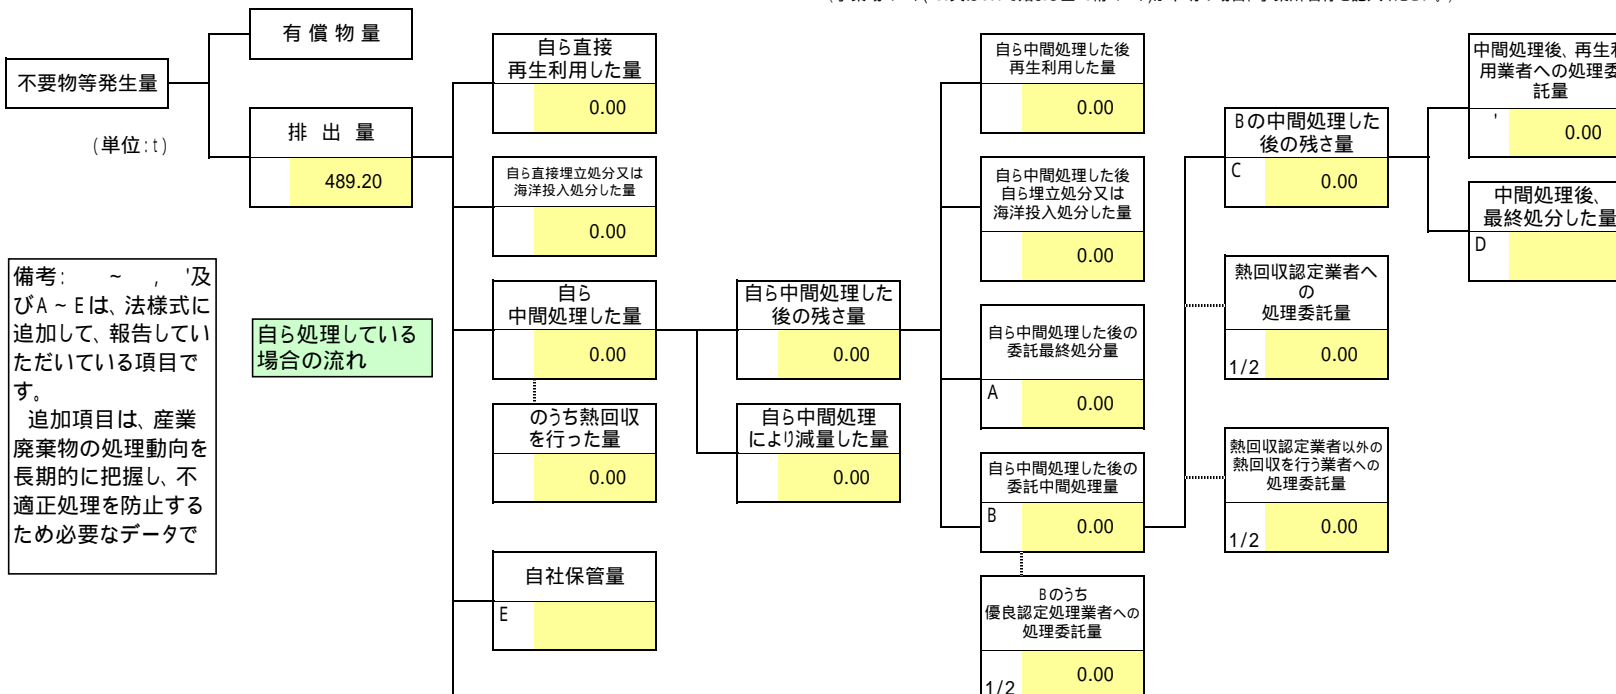 有 償 物 量
不要物等発生量
(単位:t)
排 出 量
489.20
備考:　　~　,　'及
びA~Eは、法様式に
追加して、報告してい
ただいている項目で
す。
追加項目は、産業
廃棄物の処理動向を
長期的に把握し、不
適正処理を防止する
ため必要なデータで
自ら処理している
場合の流れ
自ら直接
再生利用した量
0.00
自ら直接埋立処分又は
海洋投入処分した量
0.00
自ら
中間処理した量
0.00
のうち熱回収
を行った量
0.00
自社保管量
E
自ら中間処理した
後の残さ量
0.00
自ら中間処理
により減量した量
0.00
自ら中間処理した後
再生利用した量
0.00
自ら中間処理した後
自ら埋立処分又は
海洋投入処分した量
0.00
自ら中間処理した後の
委託最終処分量
A
0.00
自ら中間処理した後の
委託中間処理量
B
0.00
Bのうち
優良認定処理業者への
処理委託量
1/2
0.00
Bの中間処理した
後の残さ量
C
0.00
熱回収認定業者へ
の
処理委託量
1/2
0.00
熱回収認定業者以外の
熱回収を行う業者への
処理委託量
1/2
0.00
中間処理後、再生利
用業者への処理委
託量
'
0.00
中間処理後、
最終処分した量
D